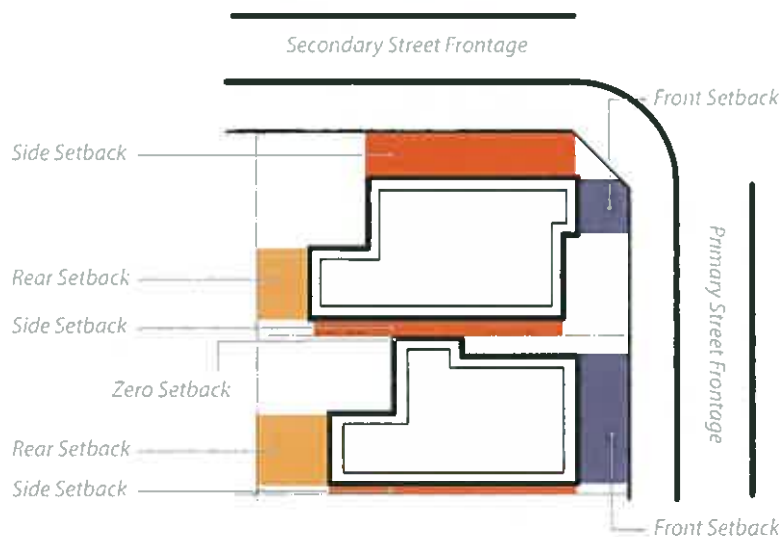 Secondary Street Frontage
Front Setback
Side Setback
Rear Setback
Side Setback
Primary Street Frontage
Zero Setback
Rear Setback
Side Setback
Front Setback